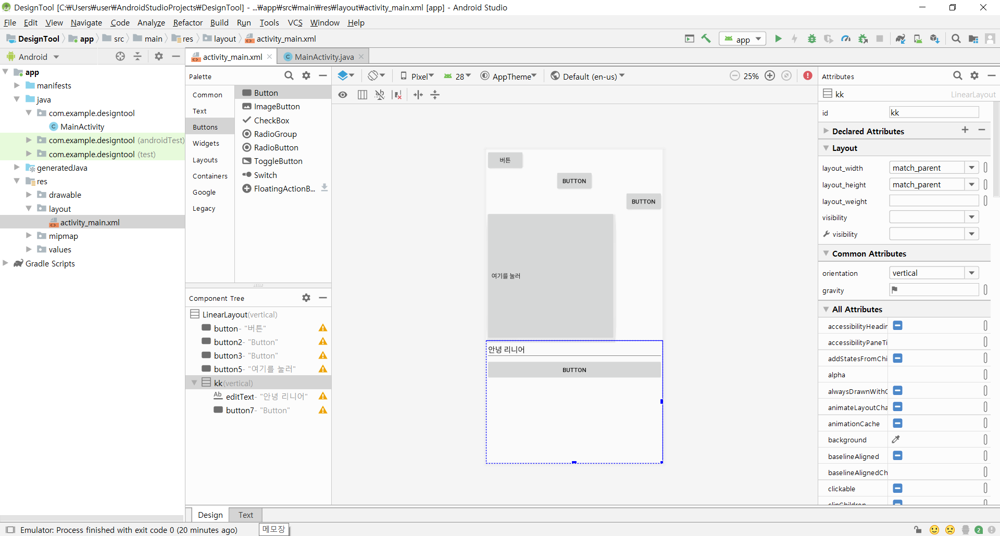 DesignTool [C:₩Users₩user₩AndroidStudioProjects₩DesignTool] - ...₩app₩src₩main₩res₩layout₩activity_main.xml [app] - Android Studio
File Edit View Navigate Code Analyze Refactor Build Run Tools VCS Window Help
DesignTool app src main res layout activity_main.xml
app
Android
activity_main.xml
MainActivity.java
app
manifests
java
com.example.designtool
MainActivity
com.example.designtool (androidTest)
com.example.designtool (test)
generatedJava
res
drawable
layout
activity_main.xml
mipmap
values
Gradle Scripts
Palette
Common
Text
Buttons
Widgets
Layouts
Containers
Google
Legacy
Button
ImageButton
CheckBox
RadioGroup
RadioButton
ToggleButton
Switch
FloatingActionB...
Component Tree
LinearLayout(vertical)
button- "버튼"
button2- "Button"
button3- "Button"
button5- "여기를 눌러"
kk(vertical)
Ab editText- "안녕 리니어"
button7- "Button"
Pixel 28 AppTheme Default (en-us) 25%
버튼
BUTTON
BUTTON
여기를 눌러
안녕 리니어
BUTTON
Attributes
kk LinearLayout
id kk
Declared Attributes
Layout
layout_width match_parent
layout_height match_parent
layout_weight
visibility
visibility
Common Attributes
orientation vertical
gravity
All Attributes
accessibilityHeadin
accessibilityPaneTi
addStatesFromChi
alpha
alwaysDrawnWithC
animateLayoutCha
animationCache
background
baselineAligned
baselineAlignedCh
clickable
clipChildren
Design Text
Emulator: Process finished with exit code 0 (20 minutes ago)
메모장
2